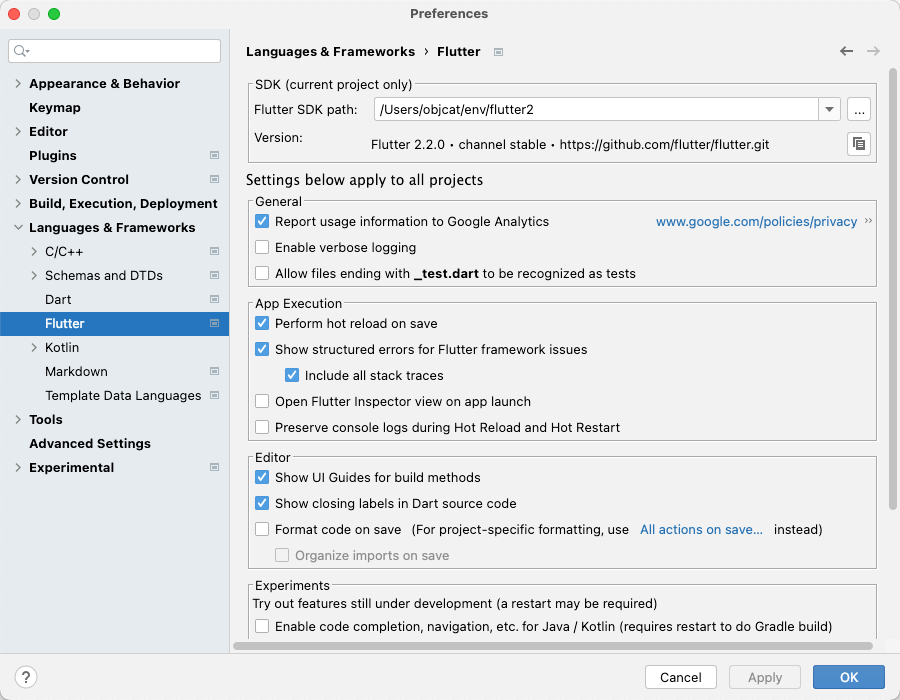 Preferences
Languages & Frameworks › Flutter
Appearance & Behavior
Keymap
Editor
Plugins
Version Control
Build, Execution, Deployment
Languages & Frameworks
C/C++
Schemas and DTDs
Dart
Flutter
Kotlin
Markdown
Template Data Languages
Tools
Advanced Settings
Experimental
SDK (current project only)
Flutter SDK path: /Users/objcat/env/flutter2 ...
Version: Flutter 2.2.0 • channel stable • https://github.com/flutter/flutter.git
Settings below apply to all projects
General
Report usage information to Google Analytics www.google.com/policies/privacy »
Enable verbose logging
Allow files ending with _test.dart to be recognized as tests
App Execution
Perform hot reload on save
Show structured errors for Flutter framework issues
Include all stack traces
Open Flutter Inspector view on app launch
Preserve console logs during Hot Reload and Hot Restart
Editor
Show UI Guides for build methods
Show closing labels in Dart source code
Format code on save (For project-specific formatting, use All actions on save... instead)
Organize imports on save
Experiments
Try out features still under development (a restart may be required)
Enable code completion, navigation, etc. for Java / Kotlin (requires restart to do Gradle build)
? Cancel Apply OK